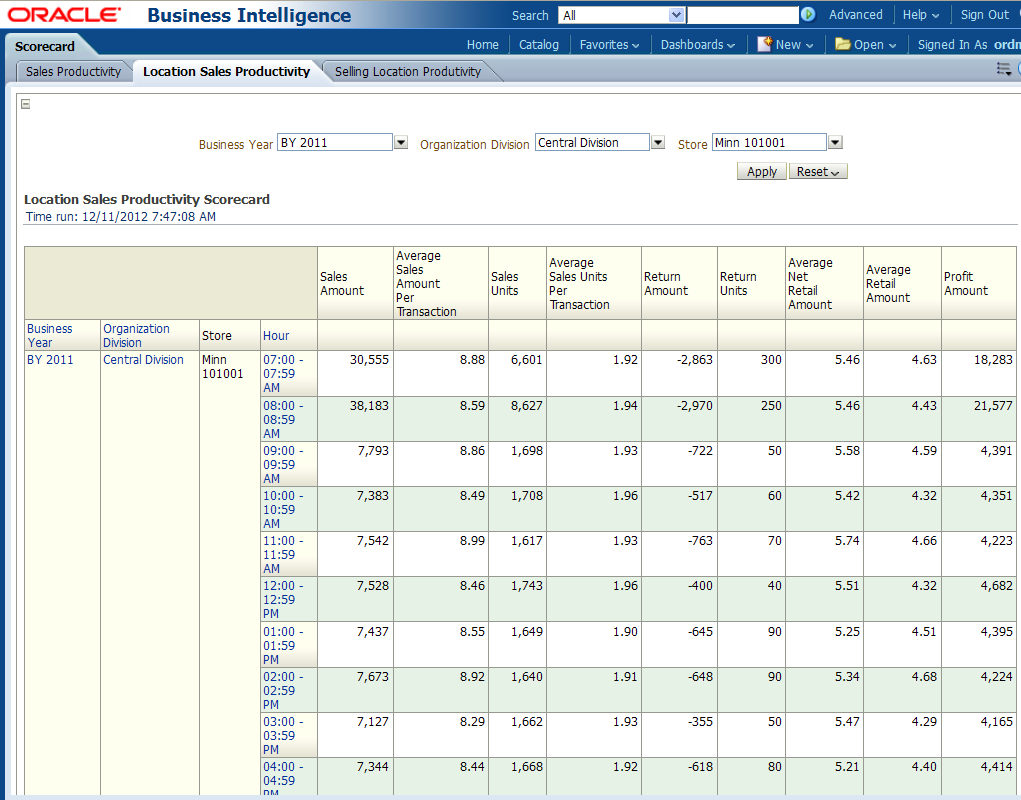 ORACLE Business Intelligence Search All Advanced Help Sign Out
Scorecard Home Catalog Favorites Dashboards New Open Signed In As ordm
Sales Productivity Location Sales Productivity Selling Location Produtivity
Business Year BY 2011 Organization Division Central Division Store Minn 101001
Apply Reset
Location Sales Productivity Scorecard
Time run: 12/11/2012 7:47:08 AM
Sales Amount Average Sales Amount Per Transaction Sales Units Average Sales Units Per Transaction Return Amount Return Units Average Net Retail Amount Average Retail Amount Profit Amount
Business Year Organization Division Store Hour
BY 2011 Central Division Minn 101001 07:00 - 07:59 AM 30,555 8.88 6,601 1.92 -2,863 300 5.46 4.63 18,283
08:00 - 08:59 AM 38,183 8.59 8,627 1.94 -2,970 250 5.46 4.43 21,577
09:00 - 09:59 AM 7,793 8.86 1,698 1.93 -722 50 5.58 4.59 4,391
10:00 - 10:59 AM 7,383 8.49 1,708 1.96 -517 60 5.42 4.32 4,351
11:00 - 11:59 AM 7,542 8.99 1,617 1.93 -763 70 5.74 4.66 4,223
12:00 - 12:59 PM 7,528 8.46 1,743 1.96 -400 40 5.51 4.32 4,682
01:00 - 01:59 PM 7,437 8.55 1,649 1.90 -645 90 5.25 4.51 4,395
02:00 - 02:59 PM 7,673 8.92 1,640 1.91 -648 90 5.34 4.68 4,224
03:00 - 03:59 PM 7,127 8.29 1,662 1.93 -355 50 5.47 4.29 4,165
04:00 - 04:59 PM 7,344 8.44 1,668 1.92 -618 80 5.21 4.40 4,414